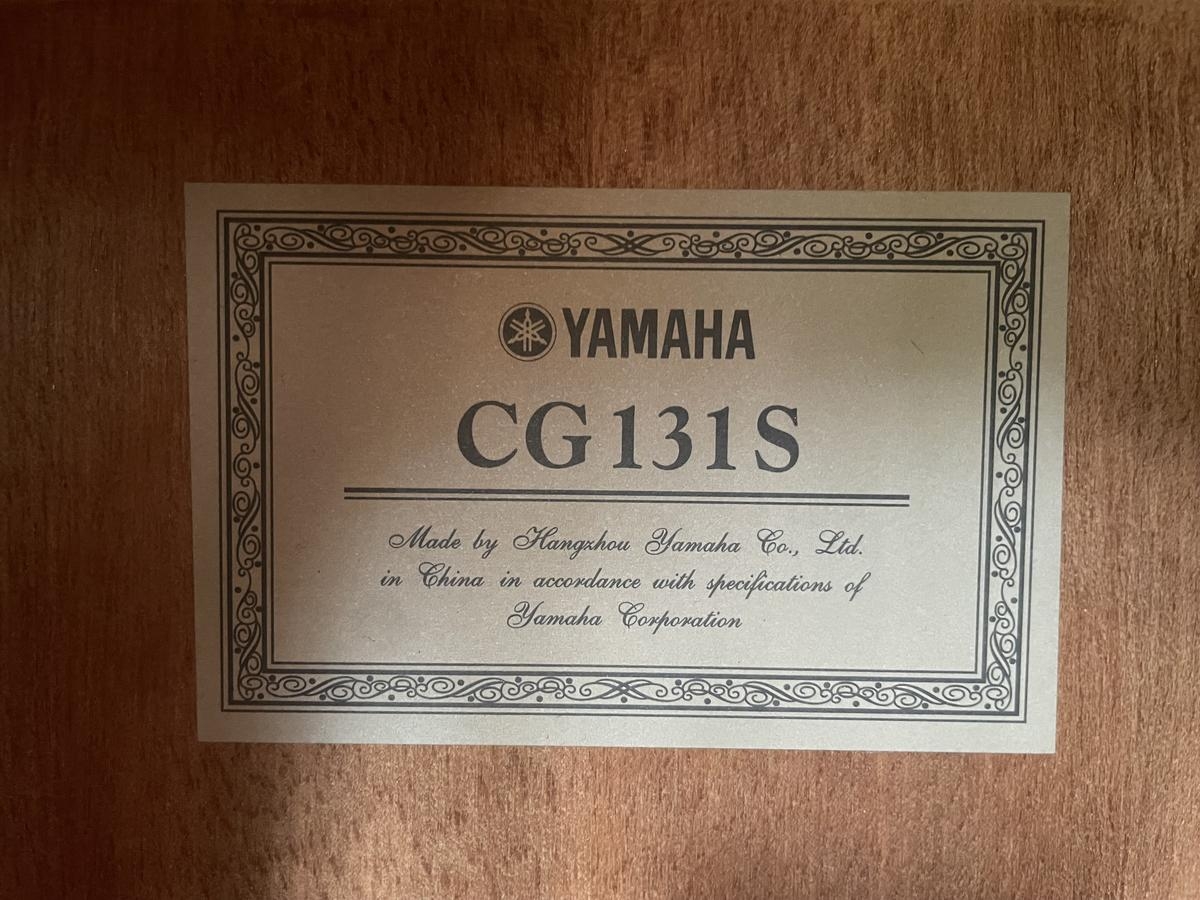 YAMAHA
CG131S
Made by Hangzhou Yamaha Co., Ltd.
in China in accordance with specifications of
Yamaha Corporation